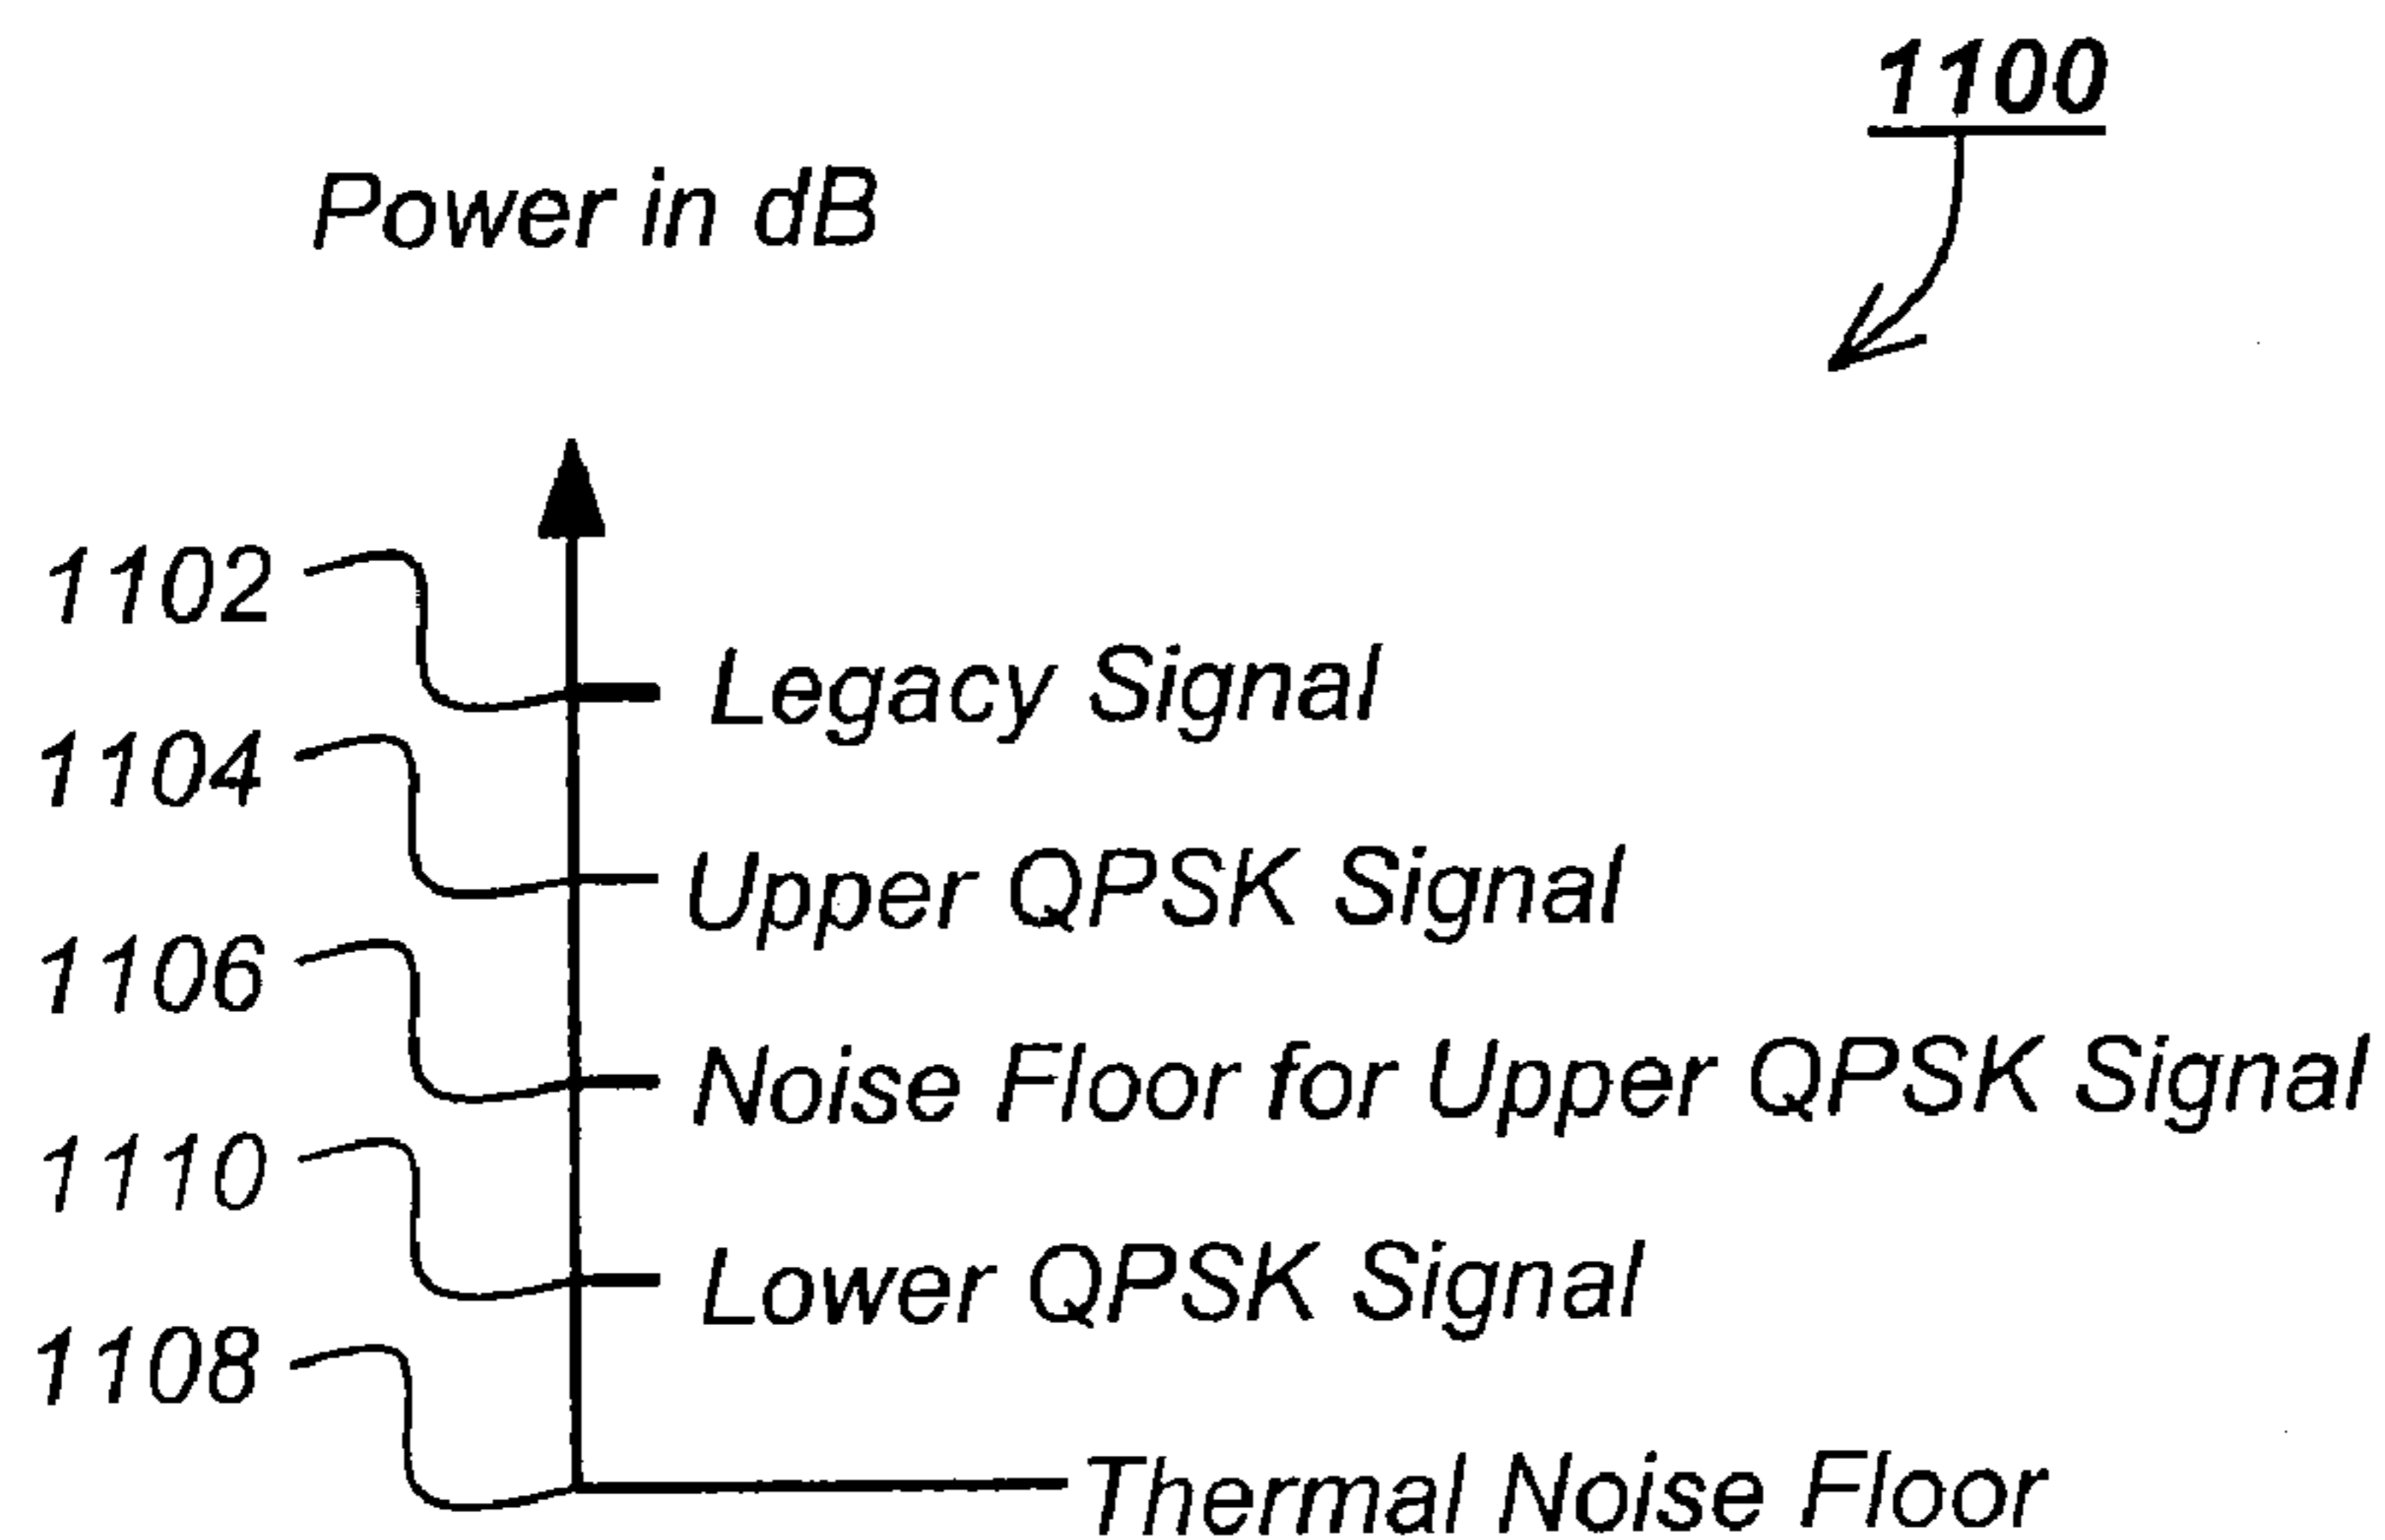 1100
Power in dB
1102
Legacy Signal
1104
Upper QPSK Signal
1106
Noise Floor for Upper QPSK Signal
1110
Lower QPSK Signal
1108
Thermal Noise Floor